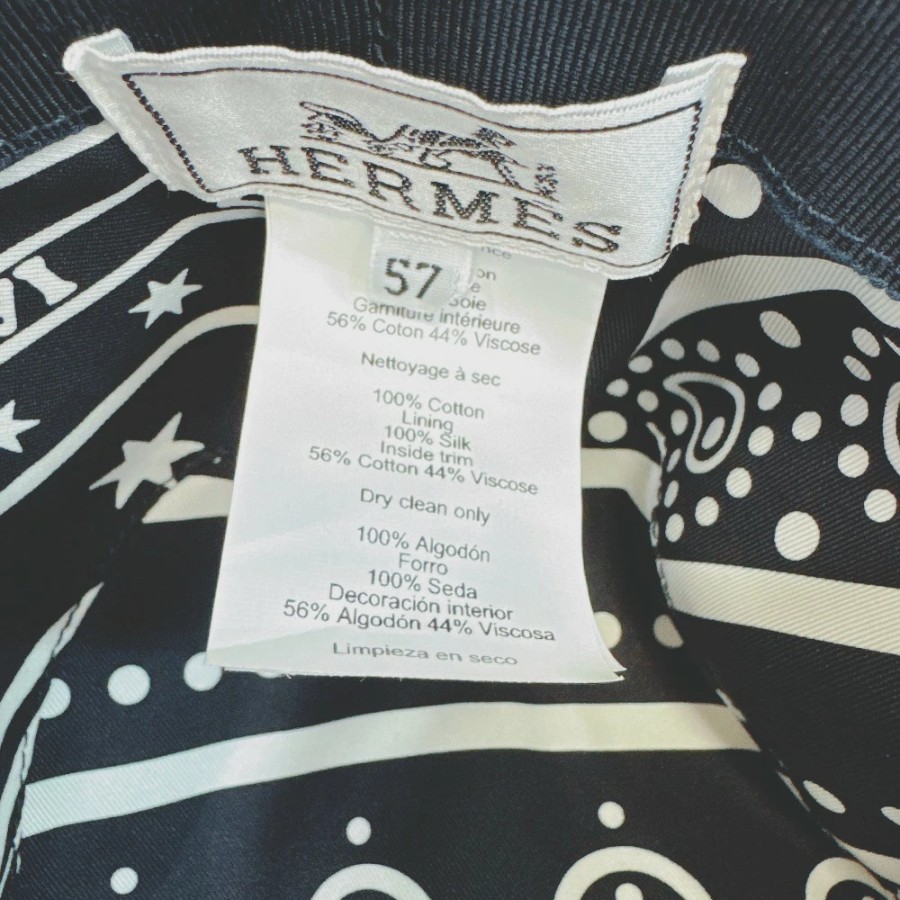 HERMES
57
Garniture intérieure
56% Coton 44% Viscose
Nettoyage à sec
100% Cotton
Lining
100% Silk
Inside trim
56% Cotton 44% Viscose
Dry clean only
100% Algodón
Forro
100% Seda
Decoración interior
56% Algodón 44% Viscosa
Limpieza en seco